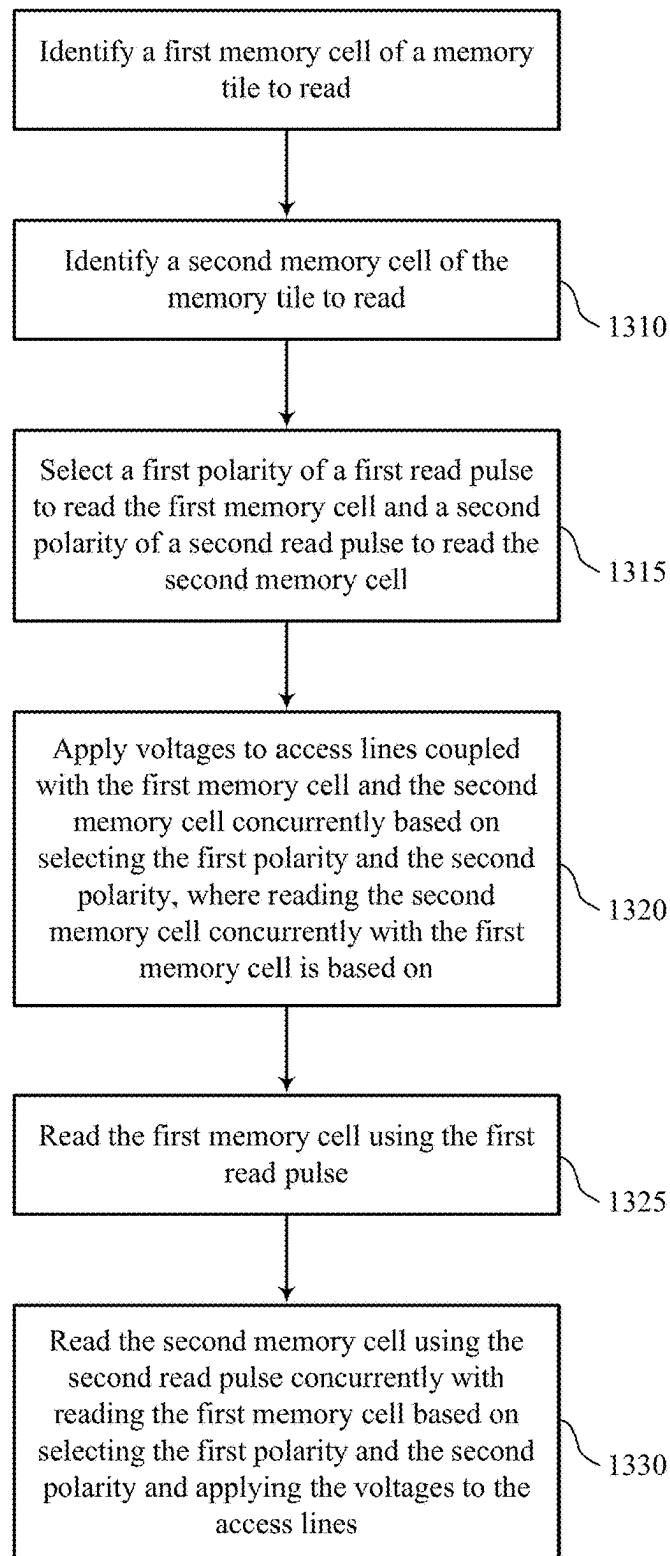 Identify a first memory cell of a memory
tile to read
Identify a second memory cell of the
memory tile to read
1310
Select a first polarity of a first read pulse
to read the first memory cell and a second
polarity of a second read pulse to read the
second memory cell
1315
Apply voltages to access lines coupled
with the first memory cell and the second
memory cell concurrently based on
selecting the first polarity and the second
polarity, where reading the second
memory cell concurrently with the first
memory cell is based on
1320
Read the first memory cell using the first
read pulse
1325
Read the second memory cell using the
second read pulse concurrently with
reading the first memory cell based on
selecting the first polarity and the second
polarity and applying the voltages to the
access lines
1330